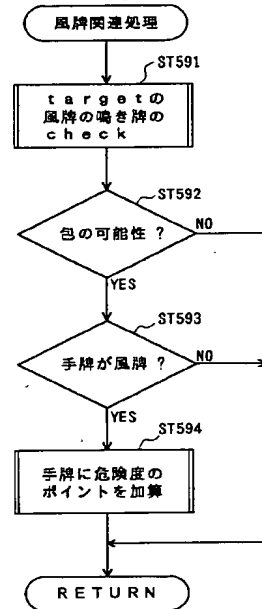 風牌関連処理
ST591
targetの
風牌の鳴き牌の
check
ST592
包の可能性 ?
NO
YES
ST593
手牌が風牌 ?
NO
YES
ST594
手牌に危険度の
ポイントを加算
RETURN